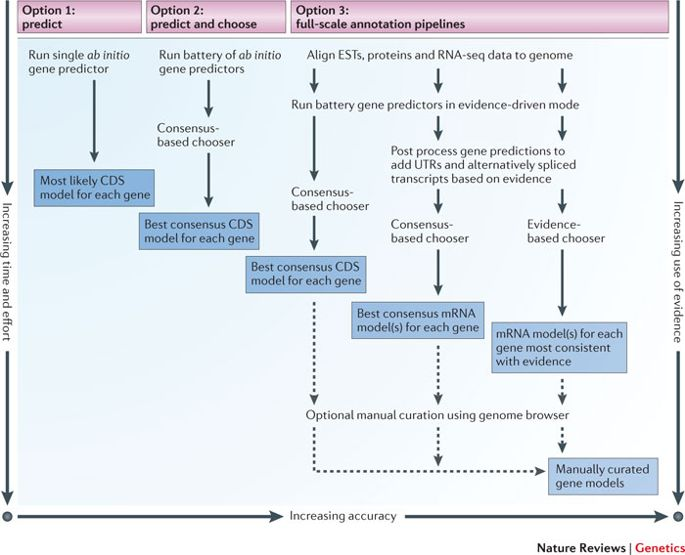 Option 1:
predict
Option 2:
predict and choose
Option 3:
full-scale annotation pipelines
Run single ab initio
gene predictor
Most likely CDS
model for each gene
Run battery of ab initio
gene predictors
Consensus-
based chooser
Best consensus CDS
model for each gene
Align ESTs, proteins and RNA-seq data to genome
Run battery gene predictors in evidence-driven mode
Post process gene predictions to
add UTRs and alternatively spliced
transcripts based on evidence
Consensus-
based chooser
Best consensus CDS
model for each gene
Consensus-
based chooser
Best consensus mRNA
model(s) for each gene
Evidence-
based chooser
mRNA model(s) for each
gene most consistent
with evidence
Optional manual curation using genome browser
Manually curated
gene models
Increasing time and effort
Increasing use of evidence
Increasing accuracy
Nature Reviews | Genetics